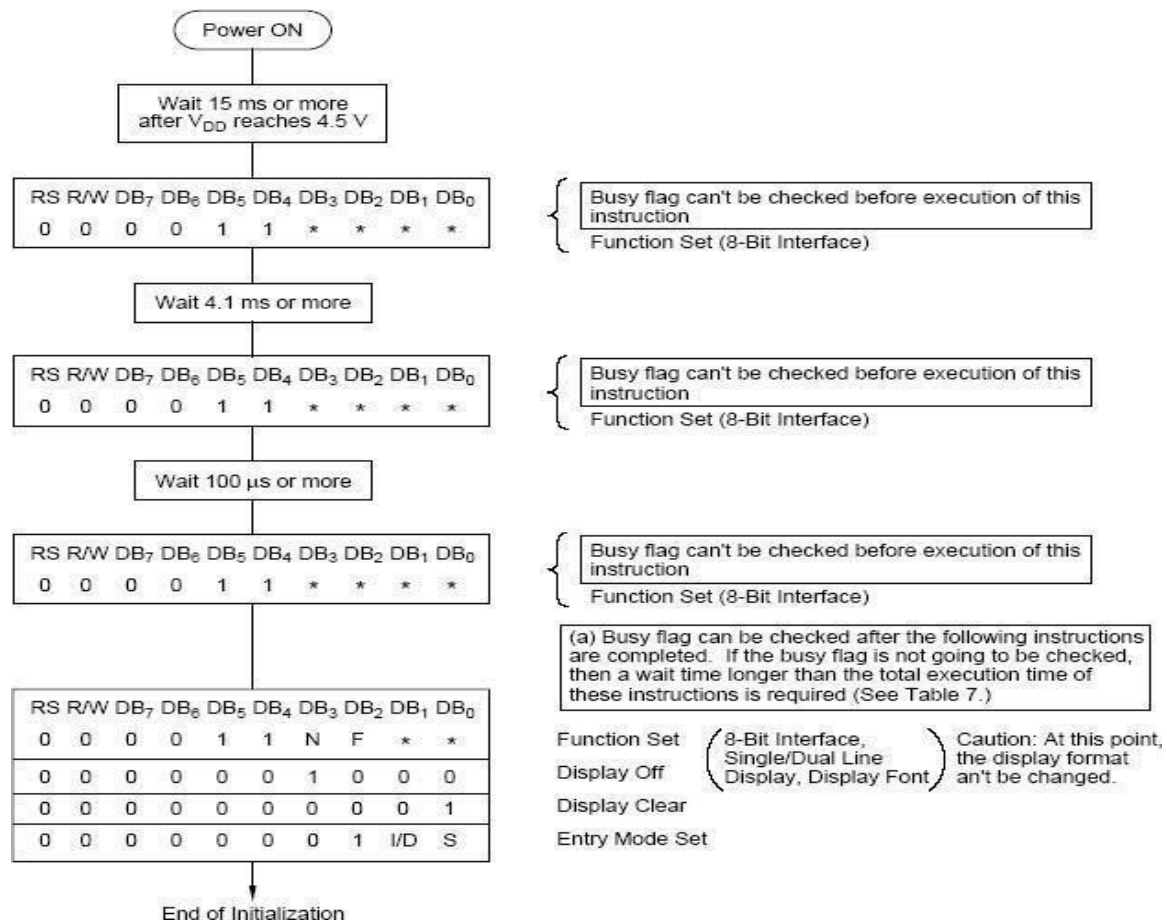 Power ON
Wait 15 ms or more
after VDD reaches 4.5 V
RS R/W DB7 DB6 DB5 DB4 DB3 DB2 DB1 DB0
0 0 0 0 1 1 * * * *
Busy flag can't be checked before execution of this
instruction
Function Set (8-Bit Interface)
Wait 4.1 ms or more
RS R/W DB7 DB6 DB5 DB4 DB3 DB2 DB1 DB0
0 0 0 0 1 1 * * * *
Busy flag can't be checked before execution of this
instruction
Function Set (8-Bit Interface)
Wait 100 µs or more
RS R/W DB7 DB6 DB5 DB4 DB3 DB2 DB1 DB0
0 0 0 0 1 1 * * * *
Busy flag can't be checked before execution of this
instruction
Function Set (8-Bit Interface)
(a) Busy flag can be checked after the following instructions
are completed. If the busy flag is not going to be checked,
then a wait time longer than the total execution time of
these instructions is required (See Table 7.)
RS R/W DB7 DB6 DB5 DB4 DB3 DB2 DB1 DB0
0 0 0 0 1 1 N F * *
0 0 0 0 0 0 1 0 0 0
0 0 0 0 0 0 0 0 0 1
0 0 0 0 0 0 0 1 I/D S
Function Set
Display Off
Display Clear
Entry Mode Set
8-Bit Interface,
Single/Dual Line
Display, Display Font
Caution: At this point,
the display format
an't be changed.
End of Initialization